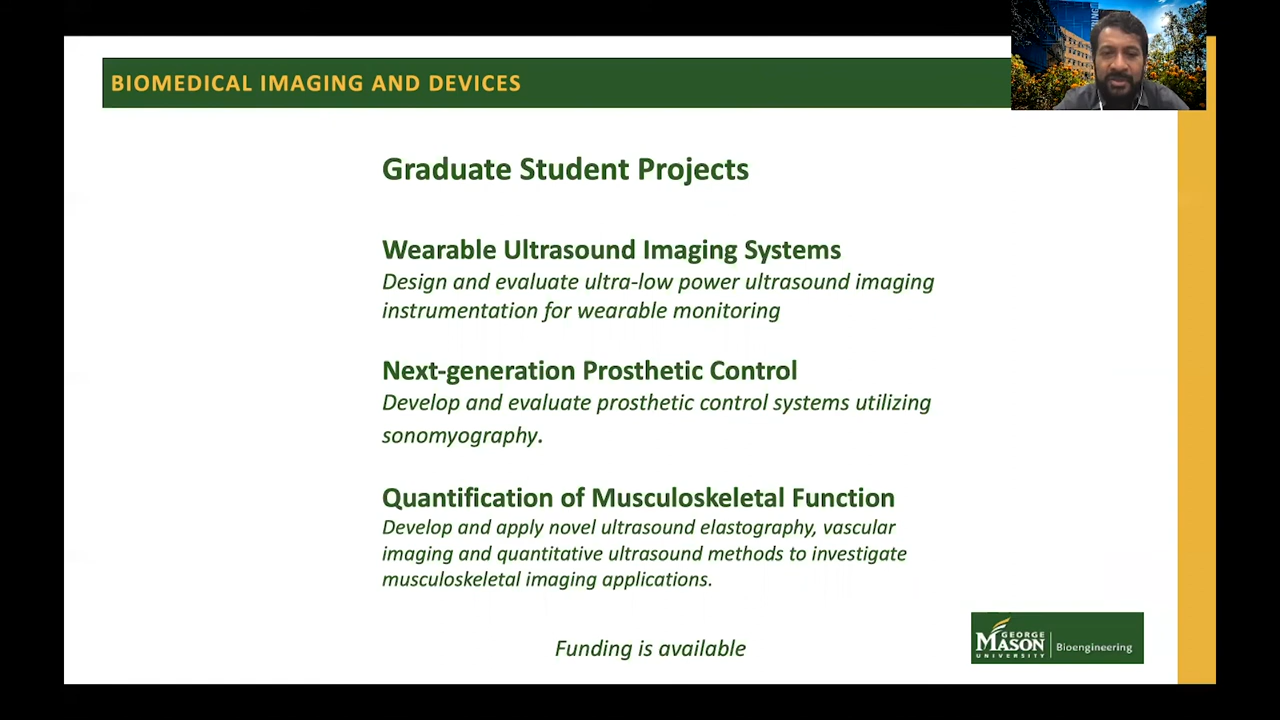 BIOMEDICAL IMAGING AND DEVICES
Graduate Student Projects
Wearable Ultrasound Imaging Systems
Design and evaluate ultra-low power ultrasound imaging
instrumentation for wearable monitoring
Next-generation Prosthetic Control
Develop and evaluate prosthetic control systems utilizing
sonomyography.
Quantification of Musculoskeletal Function
Develop and apply novel ultrasound elastography, vascular
imaging and quantitative ultrasound methods to investigate
musculoskeletal imaging applications.
Funding is available
GEORGE
MASON
UNIVERSITY
Bioengineering